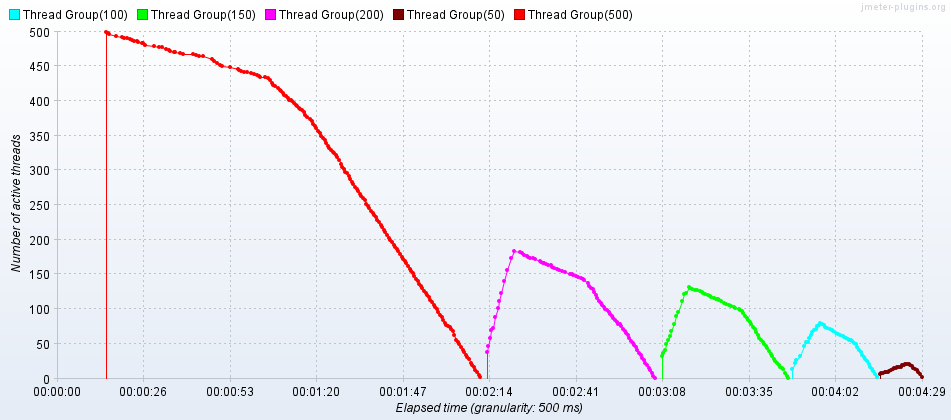 Thread Group(100) Thread Group(150) Thread Group(200) Thread Group(50) Thread Group(500)
jmeter-plugins.org
500
450
400
350
300
250
200
150
100
50
0
Number of active threads
00:00:00 00:00:26 00:00:53 00:01:20 00:01:47 00:02:14 00:02:41 00:03:08 00:03:35 00:04:02 00:04:29
Elapsed time (granularity: 500 ms)